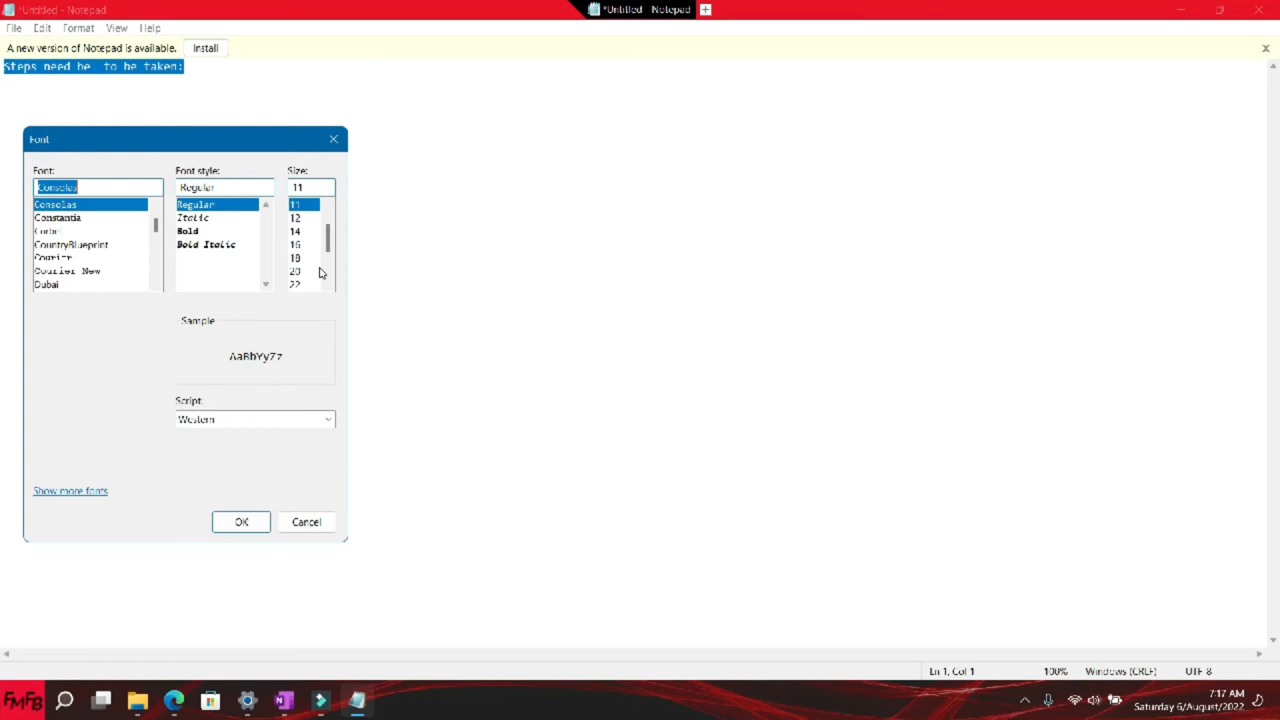 *Untitled - Notepad
*Untitled - Notepad
File Edit Format View Help
A new version of Notepad is available. Install
Steps need be  to be taken:
Font
Font: Font style: Size:
Consolas Regular 11
Consolas Regular 11
Constantia Italic 12
Corbel Bold 14
CountryBlueprint Bold Italic 16
Courier 18
Courier New 20
Dubai 22
Sample
AaBbYyZz
Script:
Western
Show more fonts
OK Cancel
Ln 1, Col 1 100% Windows (CRLF) UTF-8
FMFB
7:17 AM
Saturday 6/August/2022